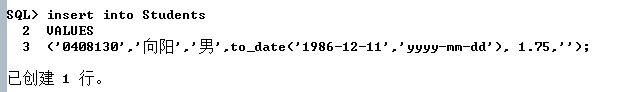 SQL> insert into Students
2 VALUES
3 ('0408130','向阳','男',to_date('1986-12-11','yyyy-mm-dd'), 1.75,'');
已创建 1 行。